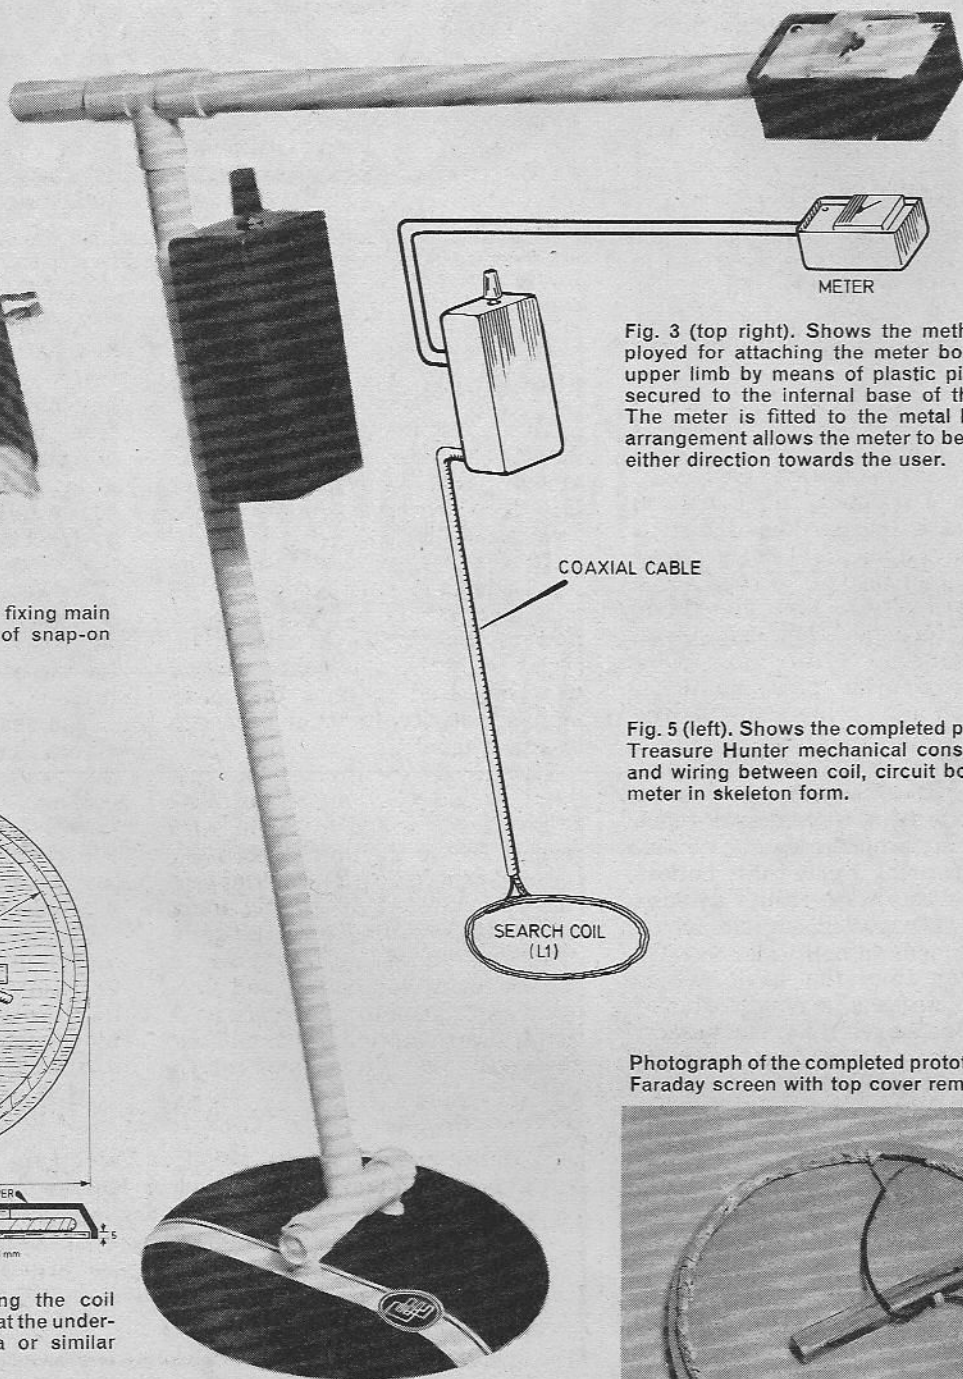 METER
Fig. 3 (top right). Shows the meth
ployed for attaching the meter bo
upper limb by means of plastic pi
secured to the internal base of th
The meter is fitted to the metal
arrangement allows the meter to be
either direction towards the user.
COAXIAL CABLE
fixing main
of snap-on
Fig. 5 (left). Shows the completed p
Treasure Hunter mechanical cons
and wiring between coil, circuit bo
meter in skeleton form.
SEARCH COIL
(L1)
Photograph of the completed protot
Faraday screen with top cover rem
ER
5
mm
ng the coil
at the under-
a or similar